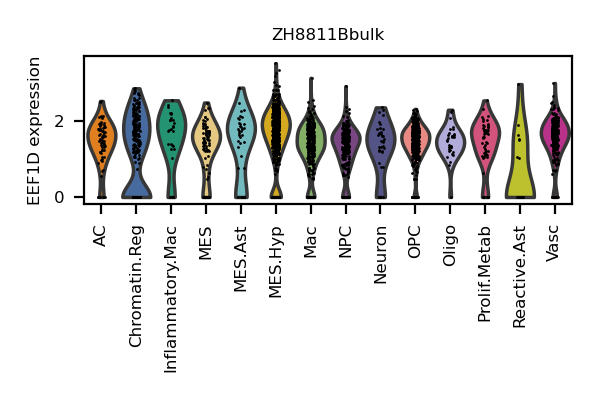 ZH8811Bbulk
EEF1D expression
2
0
AC
Chromatin.Reg
Inflammatory.Mac
MES
MES.Ast
MES.Hyp
Mac
NPC
Neuron
OPC
Oligo
Prolif.Metab
Reactive.Ast
Vasc